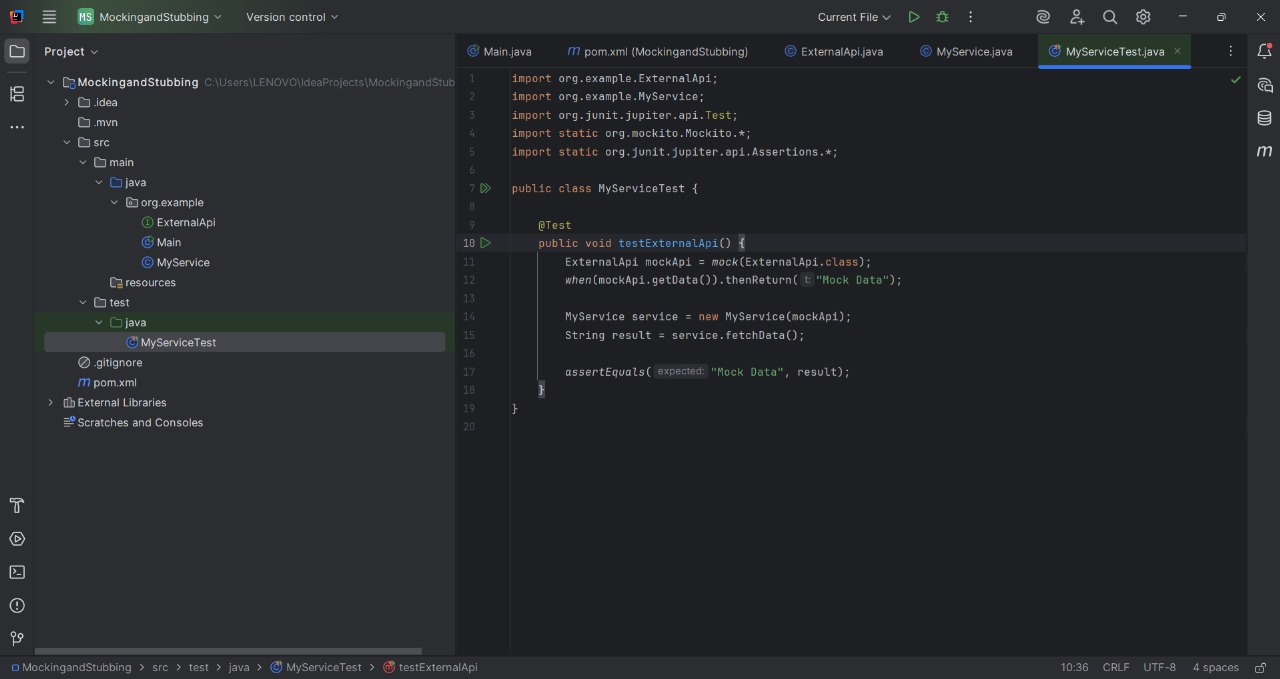 MS MockingandStubbing Version control Current File
Project
MockingandStubbing C:\Users\LENOVO\IdeaProjects\MockingandStub
.idea
.mvn
src
main
java
org.example
ExternalApi
Main
MyService
resources
test
java
MyServiceTest
.gitignore
m pom.xml
External Libraries
Scratches and Consoles
Main.java m pom.xml (MockingandStubbing) ExternalApi.java MyService.java MyServiceTest.java
1 import org.example.ExternalApi;
2 import org.example.MyService;
3 import org.junit.jupiter.api.Test;
4 import static org.mockito.Mockito.*;
5 import static org.junit.jupiter.api.Assertions.*;
6
7 public class MyServiceTest {
8
9 @Test
10 public void testExternalApi() {
11 ExternalApi mockApi = mock(ExternalApi.class);
12 when(mockApi.getData()).thenReturn( t: "Mock Data");
13
14 MyService service = new MyService(mockApi);
15 String result = service.fetchData();
16
17 assertEquals( expected: "Mock Data", result);
18 }
19 }
20
m
MockingandStubbing > src > test > java > MyServiceTest > testExternalApi
10:36 CRLF UTF-8 4 spaces